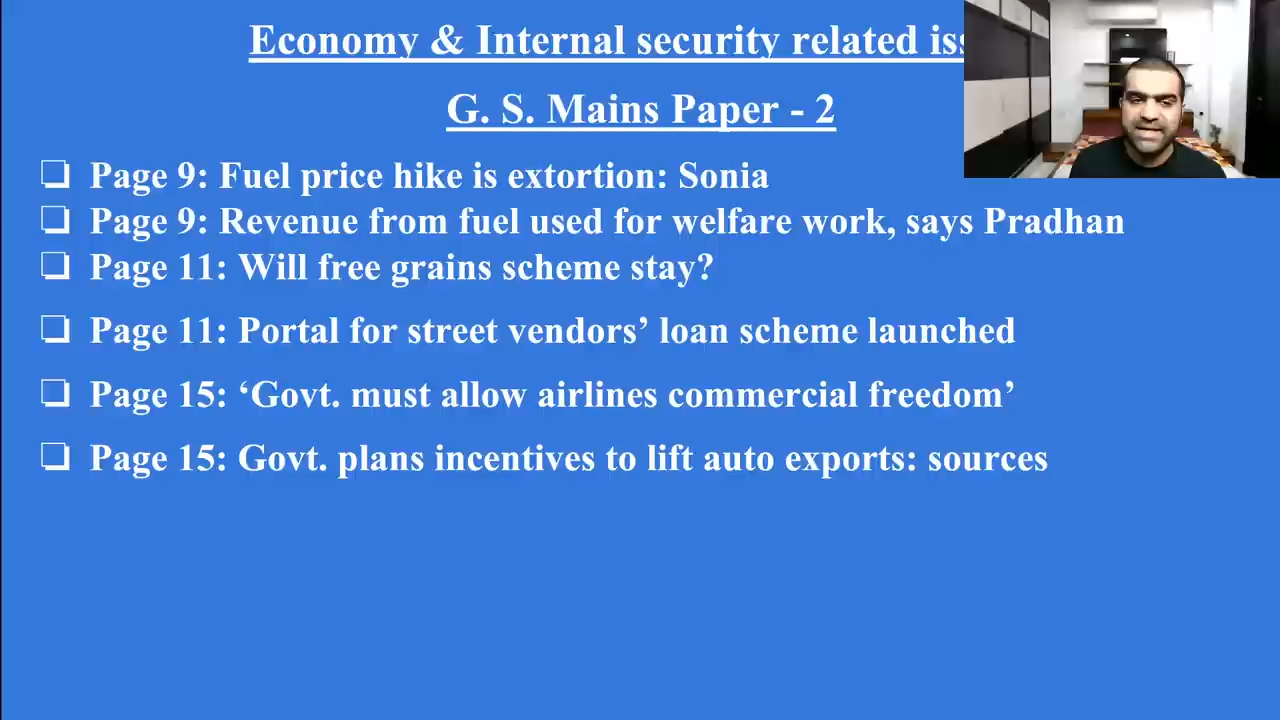 Economy & Internal security related
G. S. Mains Paper - 2
❏ Page 9: Fuel price hike is extortion: Sonia
❏ Page 9: Revenue from fuel used for welfare work, says Pradhan
❏ Page 11: Will free grains scheme stay?
❏ Page 11: Portal for street vendors’ loan scheme launched
❏ Page 15: ‘Govt. must allow airlines commercial freedom’
❏ Page 15: Govt. plans incentives to lift auto exports: sources